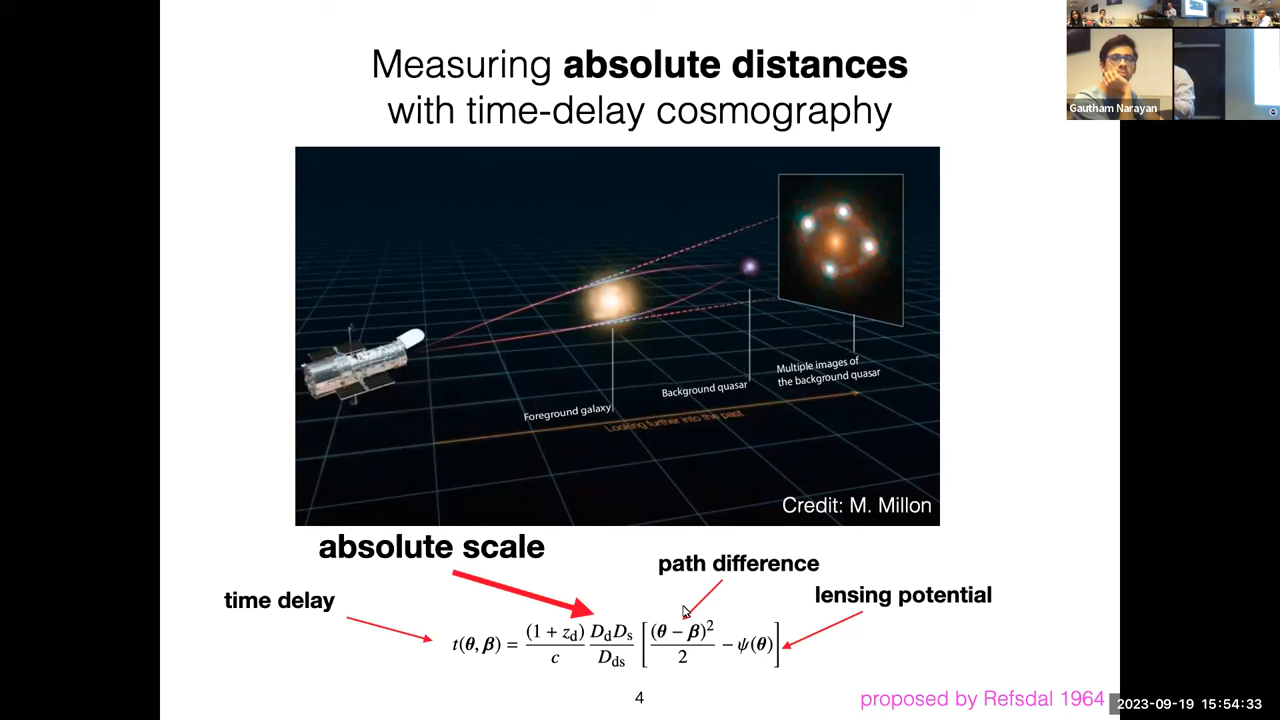 Measuring absolute distances
with time-delay cosmography
Gautham Narayan
Foreground galaxy
Background quasar
Multiple images of
the background quasar
Looking further into the past
Credit: M. Millon
absolute scale
path difference
time delay
lensing potential
t(θ, β) = (1 + z_d)/c D_d D_s/D_ds [(θ − β)²/2 − ψ(θ)]
4
proposed by Refsdal 1964
2023-09-19 15:54:33